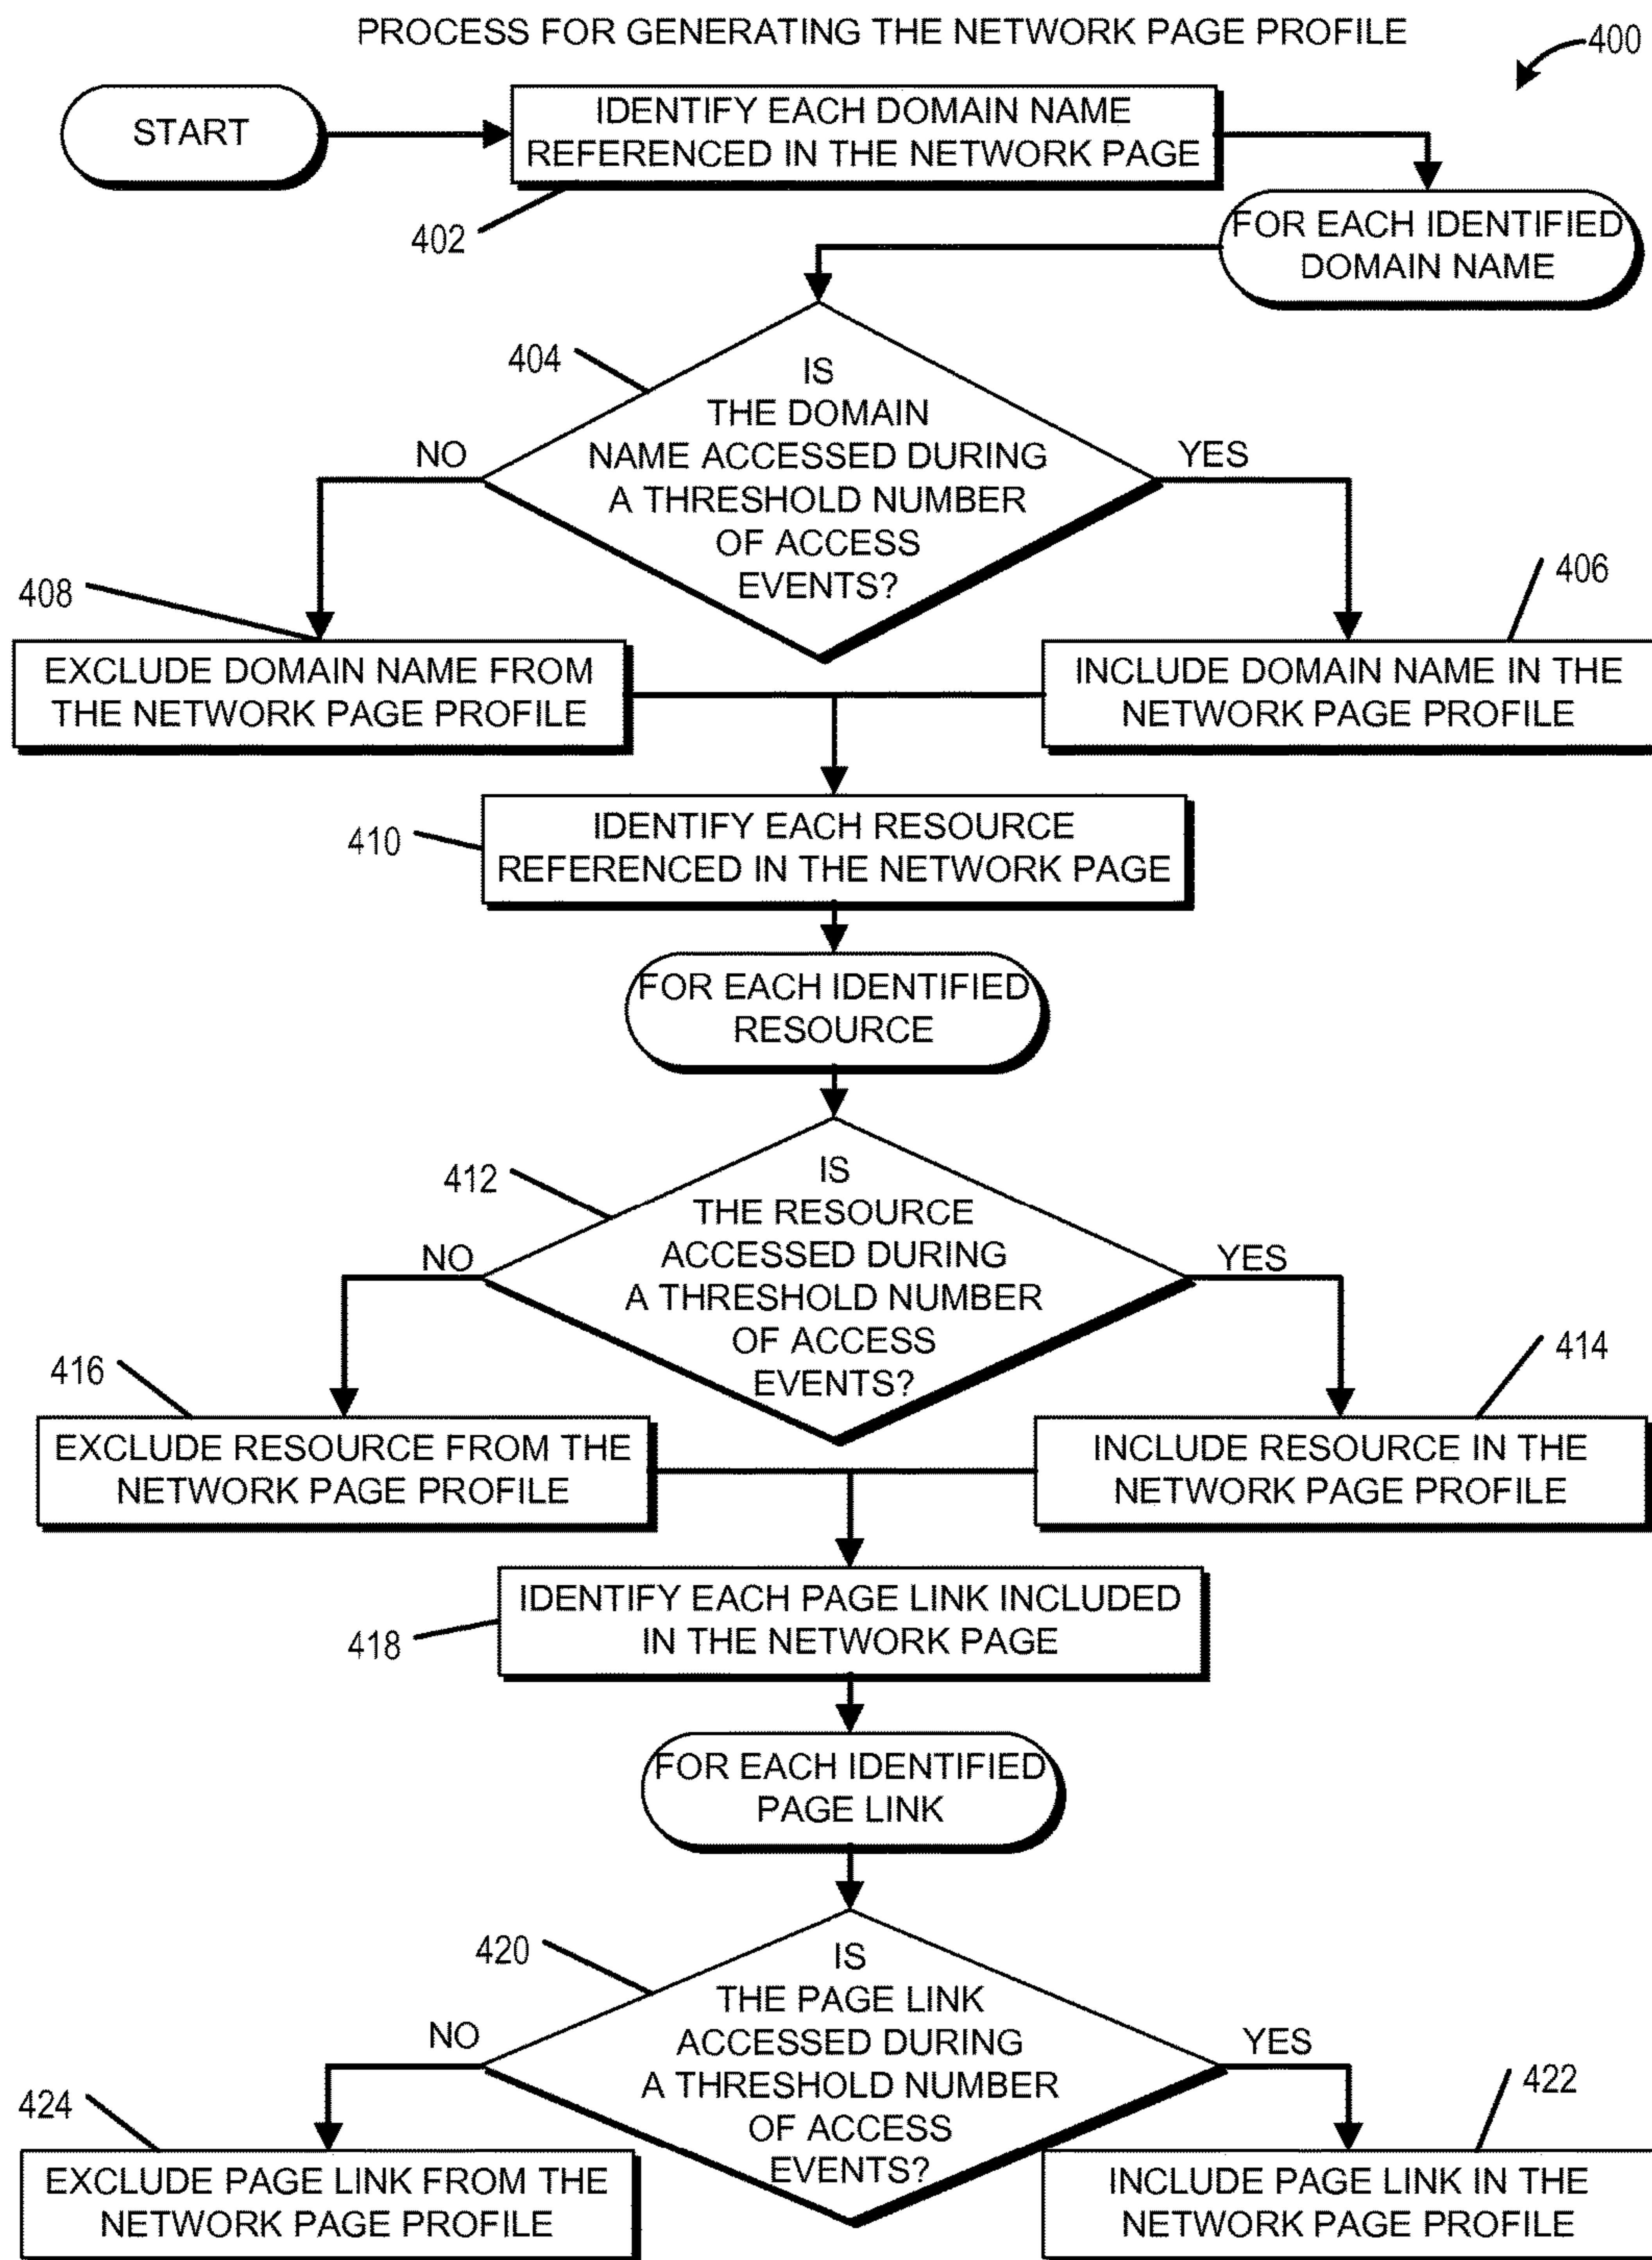 PROCESS FOR GENERATING THE NETWORK PAGE PROFILE
400
START
IDENTIFY EACH DOMAIN NAME
REFERENCED IN THE NETWORK PAGE
402
FOR EACH IDENTIFIED
DOMAIN NAME
404
IS
THE DOMAIN
NAME ACCESSED DURING
A THRESHOLD NUMBER
OF ACCESS
EVENTS?
NO
YES
408
406
EXCLUDE DOMAIN NAME FROM
THE NETWORK PAGE PROFILE
INCLUDE DOMAIN NAME IN THE
NETWORK PAGE PROFILE
410
IDENTIFY EACH RESOURCE
REFERENCED IN THE NETWORK PAGE
FOR EACH IDENTIFIED
RESOURCE
412
IS
THE RESOURCE
ACCESSED DURING
A THRESHOLD NUMBER
OF ACCESS
EVENTS?
NO
YES
416
414
EXCLUDE RESOURCE FROM THE
NETWORK PAGE PROFILE
INCLUDE RESOURCE IN THE
NETWORK PAGE PROFILE
418
IDENTIFY EACH PAGE LINK INCLUDED
IN THE NETWORK PAGE
FOR EACH IDENTIFIED
PAGE LINK
420
IS
THE PAGE LINK
ACCESSED DURING
A THRESHOLD NUMBER
OF ACCESS
EVENTS?
NO
YES
424
422
EXCLUDE PAGE LINK FROM THE
NETWORK PAGE PROFILE
INCLUDE PAGE LINK IN THE
NETWORK PAGE PROFILE